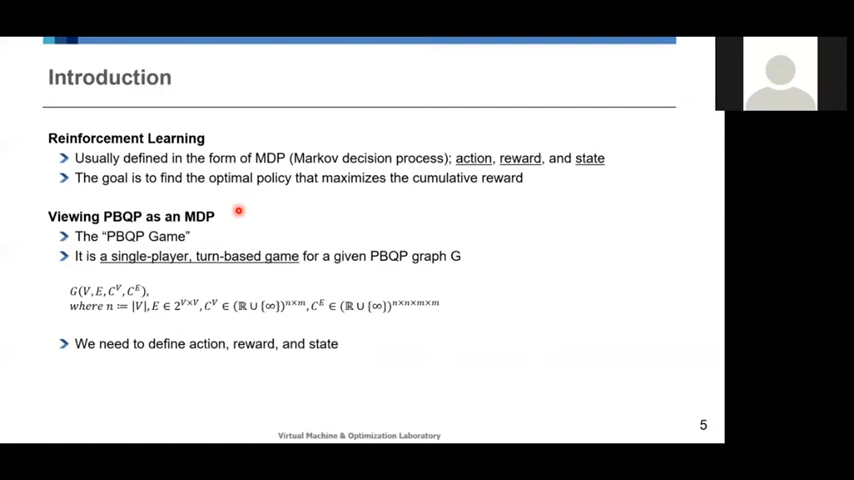 Introduction
Reinforcement Learning
Usually defined in the form of MDP (Markov decision process); action, reward, and state
The goal is to find the optimal policy that maximizes the cumulative reward
Viewing PBQP as an MDP
The “PBQP Game”
It is a single-player, turn-based game for a given PBQP graph G
G(V, E, C^V, C^E),
where n ≔ |V|, E ∈ 2^{V×V}, C^V ∈ (ℝ ∪ {∞})^{n×m}, C^E ∈ (ℝ ∪ {∞})^{n×n×m×m}
We need to define action, reward, and state
5
Virtual Machine & Optimization Laboratory